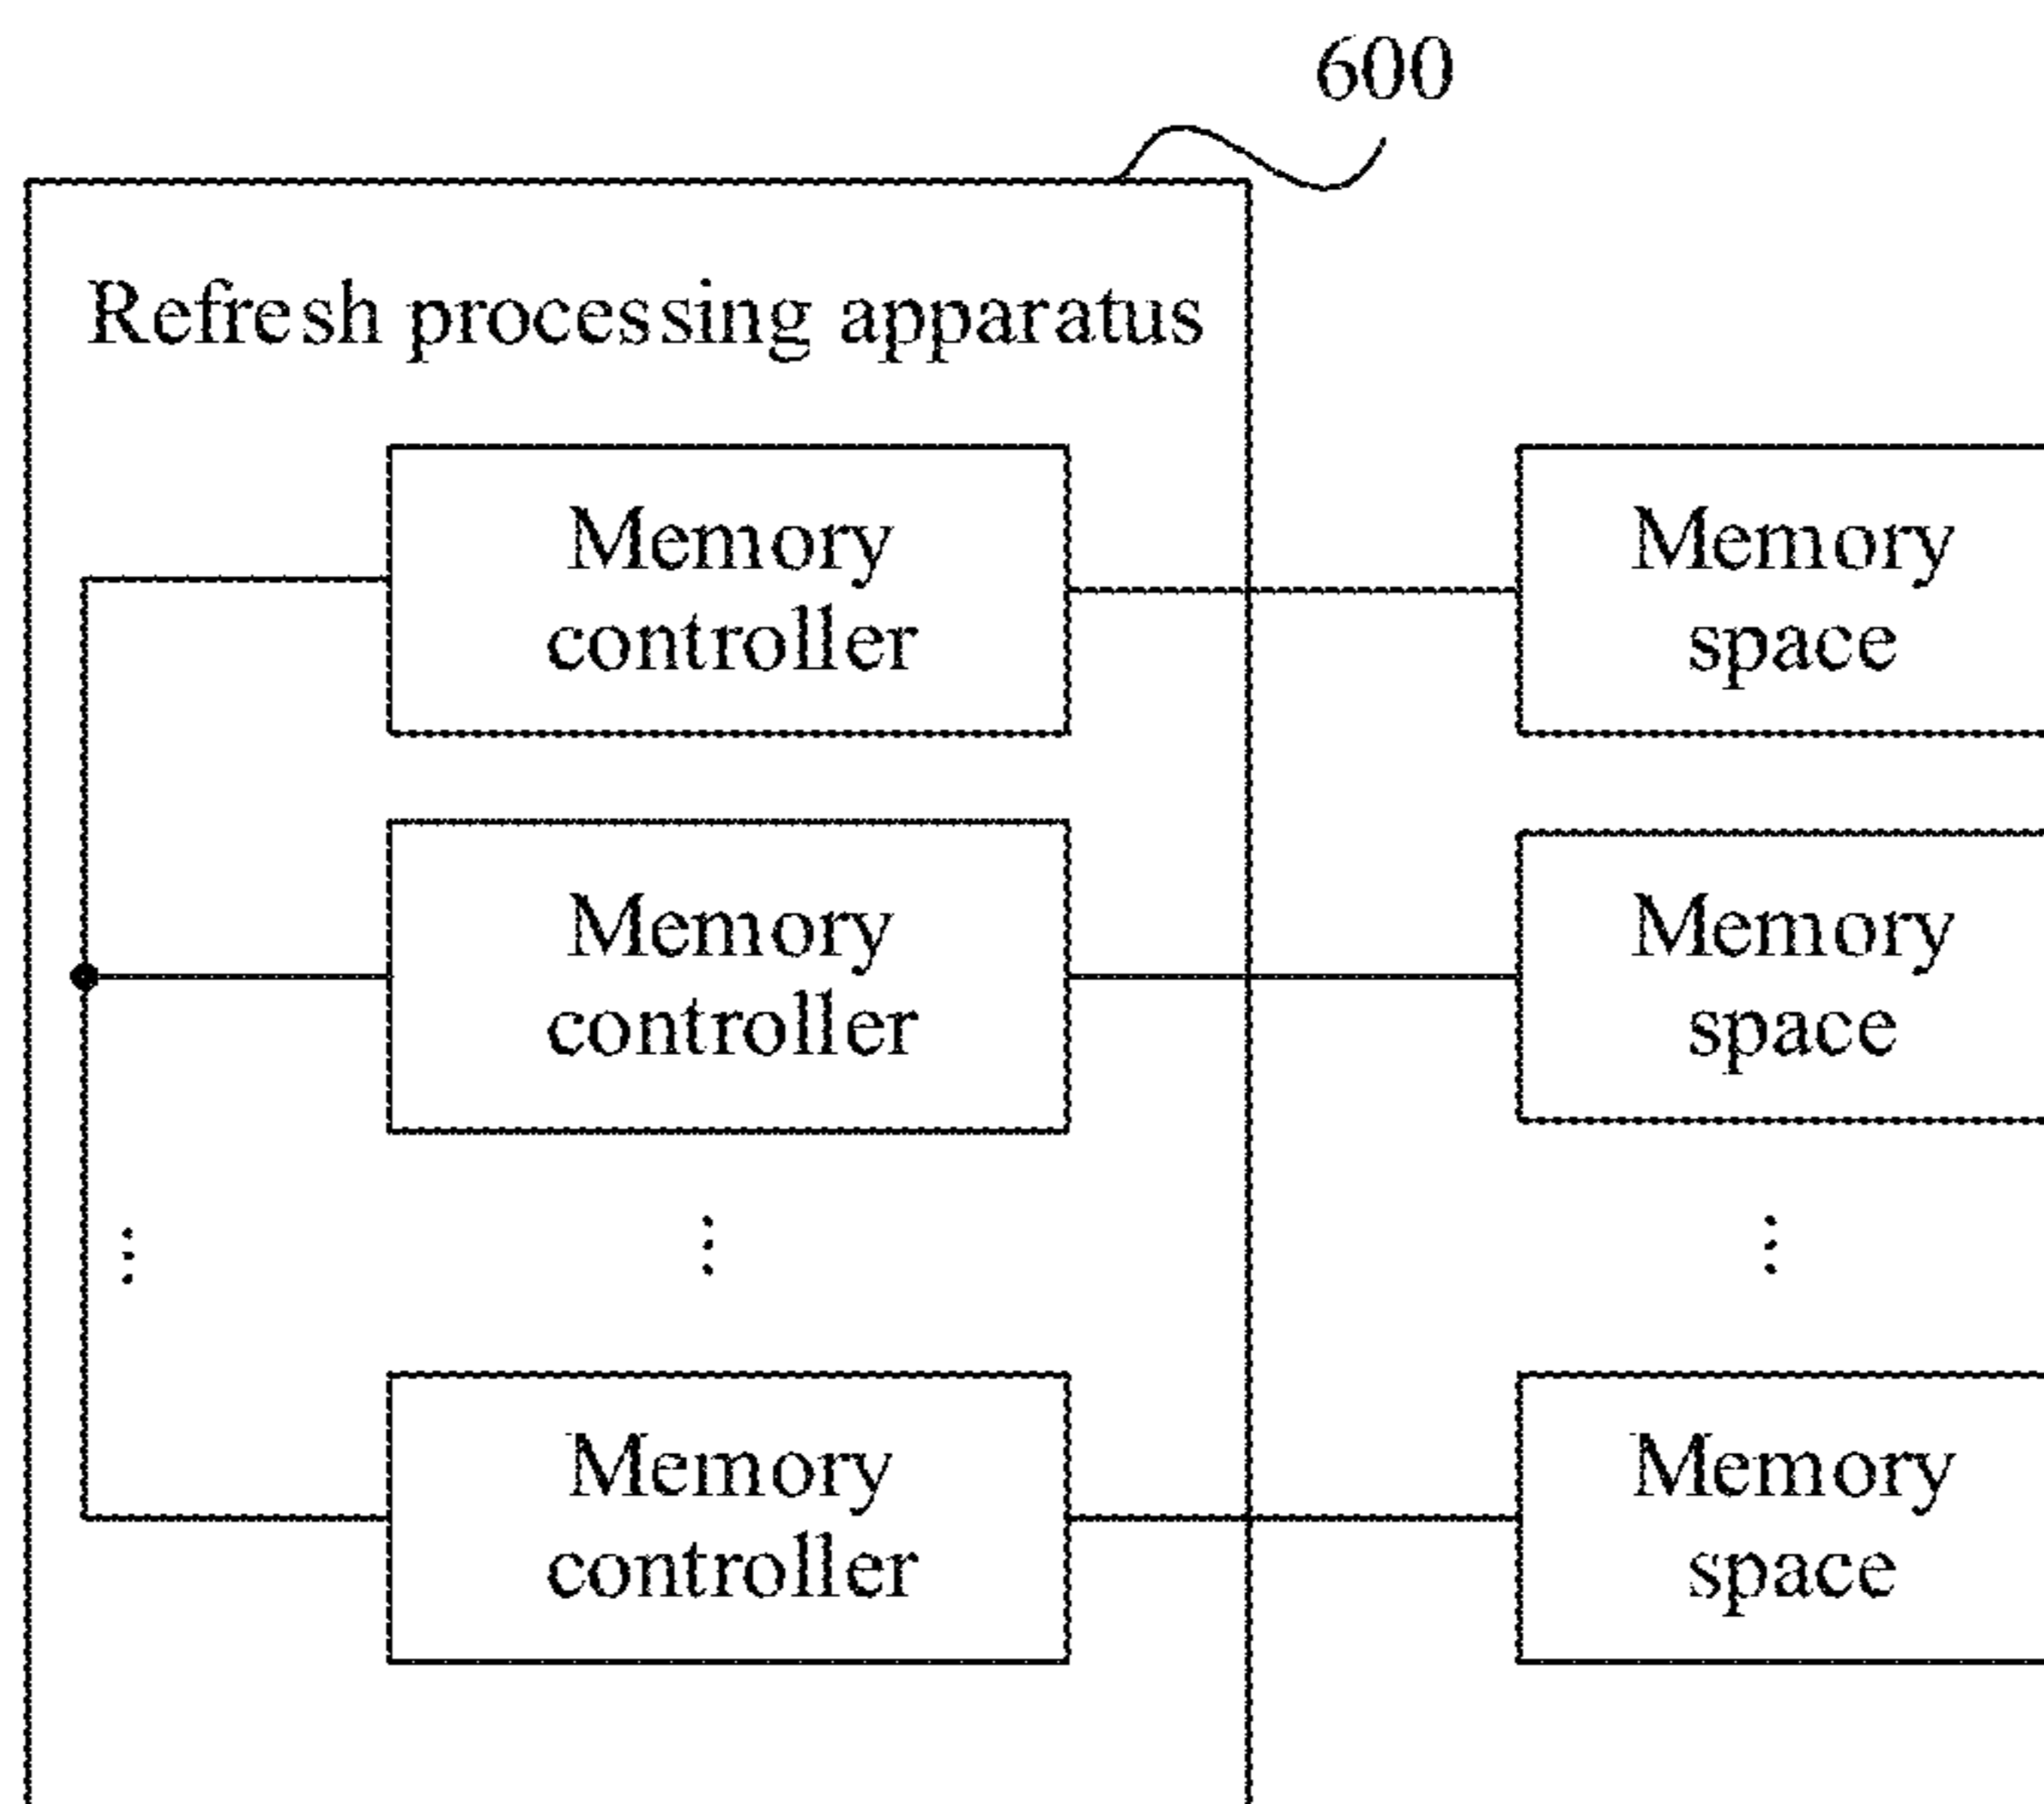 600
Refresh processing apparatus
Memory
controller
Memory
space
Memory
controller
Memory
space
⋮
⋮
⋮
Memory
controller
Memory
space